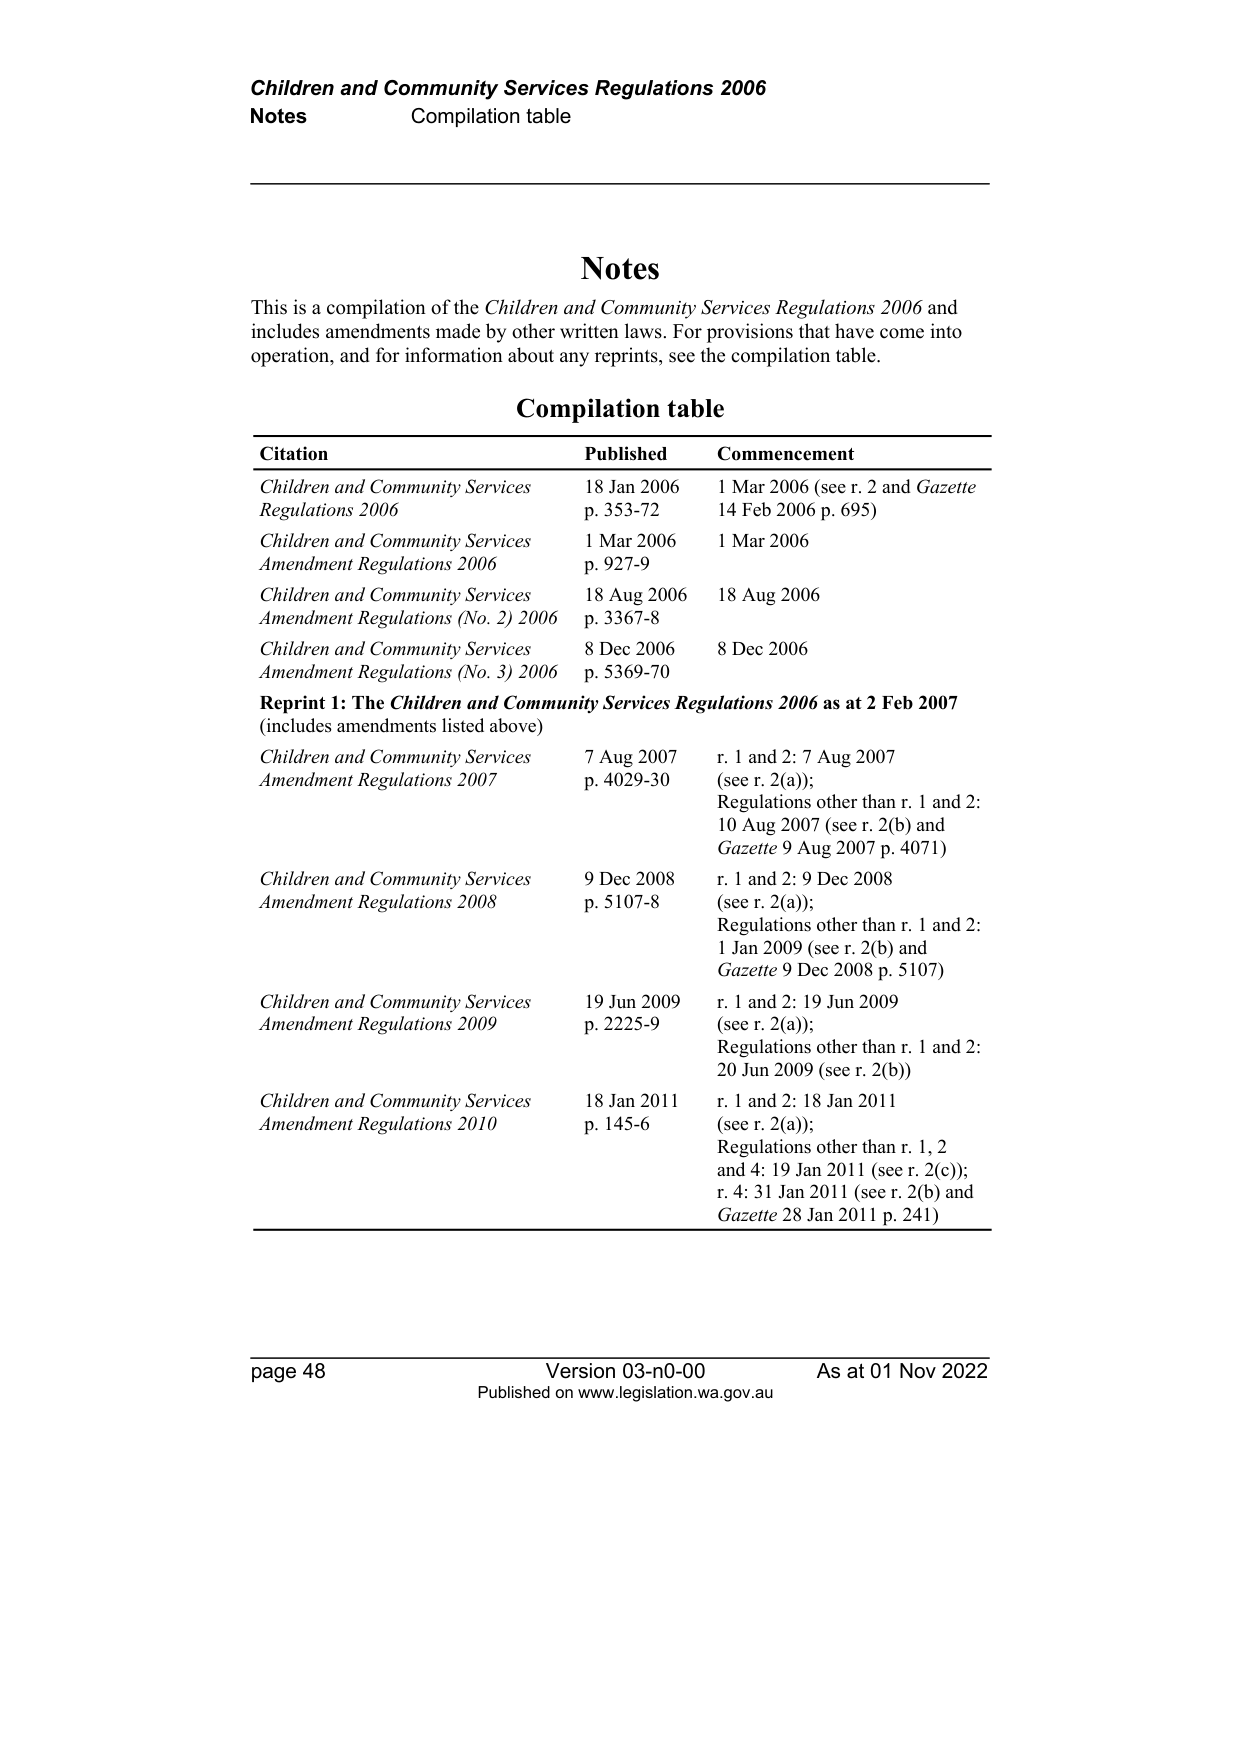 Children and Community Services Regulations 2006
Notes Compilation table
Notes
This is a compilation of the Children and Community Services Regulations 2006 and
includes amendments made by other written laws. For provisions that have come into
operation, and for information about any reprints, see the compilation table.
Compilation table
Citation Published Commencement
Children and Community Services 18 Jan 2006 1 Mar 2006 (see r. 2 and Gazette
Regulations 2006 p. 353-72 14 Feb 2006 p. 695)
Children and Community Services 1 Mar 2006 1 Mar 2006
Amendment Regulations 2006 p. 927-9
Children and Community Services 18 Aug 2006 18 Aug 2006
Amendment Regulations (No. 2) 2006 p. 3367-8
Children and Community Services 8 Dec 2006 8 Dec 2006
Amendment Regulations (No. 3) 2006 p. 5369-70
Reprint 1: The Children and Community Services Regulations 2006 as at 2 Feb 2007
(includes amendments listed above)
Children and Community Services 7 Aug 2007 r. 1 and 2: 7 Aug 2007
Amendment Regulations 2007 p. 4029-30 (see r. 2(a));
Regulations other than r. 1 and 2:
10 Aug 2007 (see r. 2(b) and
Gazette 9 Aug 2007 p. 4071)
Children and Community Services 9 Dec 2008 r. 1 and 2: 9 Dec 2008
Amendment Regulations 2008 p. 5107-8 (see r. 2(a));
Regulations other than r. 1 and 2:
1 Jan 2009 (see r. 2(b) and
Gazette 9 Dec 2008 p. 5107)
Children and Community Services 19 Jun 2009 r. 1 and 2: 19 Jun 2009
Amendment Regulations 2009 p. 2225-9 (see r. 2(a));
Regulations other than r. 1 and 2:
20 Jun 2009 (see r. 2(b))
Children and Community Services 18 Jan 2011 r. 1 and 2: 18 Jan 2011
Amendment Regulations 2010 p. 145-6 (see r. 2(a));
Regulations other than r. 1, 2
and 4: 19 Jan 2011 (see r. 2(c));
r. 4: 31 Jan 2011 (see r. 2(b) and
Gazette 28 Jan 2011 p. 241)
page 48 Version 03-n0-00 As at 01 Nov 2022
Published on www.legislation.wa.gov.au